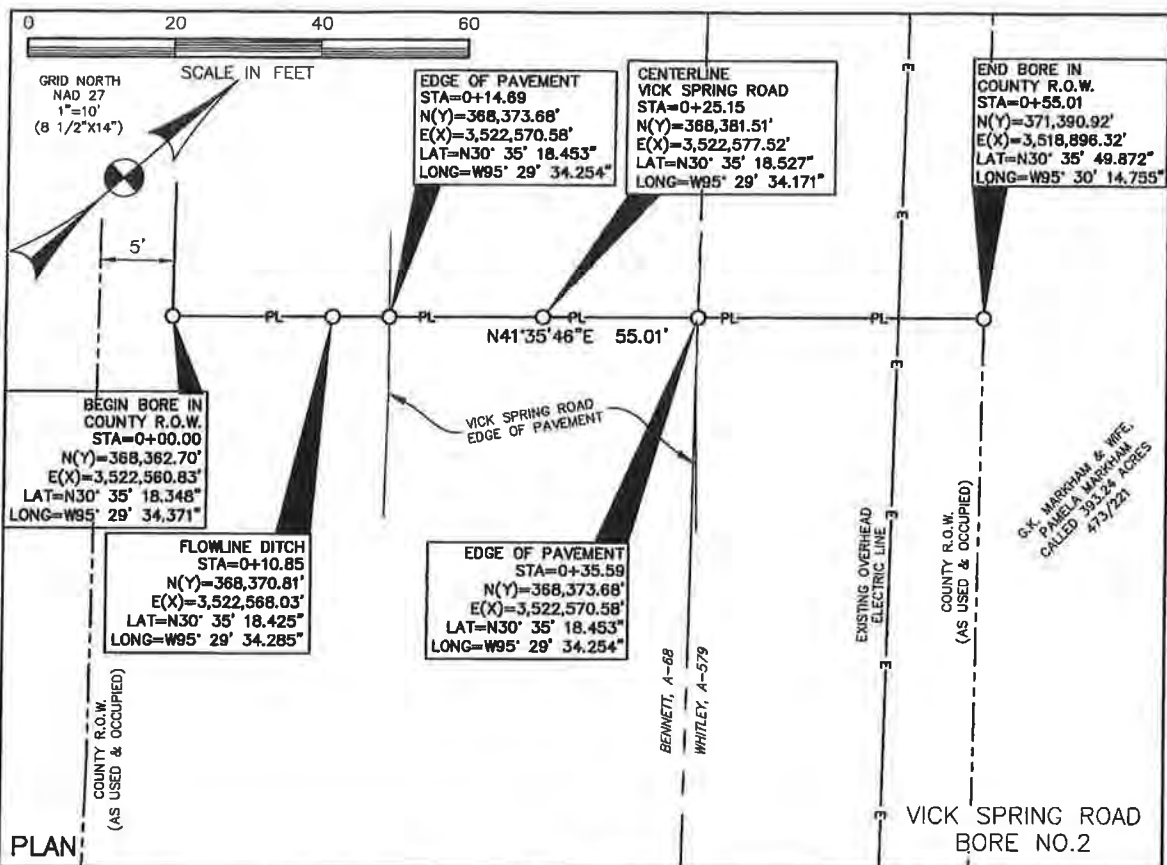 0 20 40 60
SCALE IN FEET
GRID NORTH
NAD 27
1"=10'
(8 1/2"X14")
5'
EDGE OF PAVEMENT
STA=0+14.69
N(Y)=368,373.68'
E(X)=3,522,570.58'
LAT=N30° 35' 18.453"
LONG=W95° 29' 34.254"
CENTERLINE
VICK SPRING ROAD
STA=0+25.15
N(Y)=368,381.51'
E(X)=3,522,577.52'
LAT=N30° 35' 18.527"
LONG=W95° 29' 34.171"
END BORE IN
COUNTY R.O.W.
STA=0+55.01
N(Y)=371,390.92'
E(X)=3,518,896.32'
LAT=N30° 35' 49.872"
LONG=W95° 30' 14.755"
E
E
PL PL PL PL PL
N41°35'46"E 55.01'
E
BEGIN BORE IN
COUNTY R.O.W.
STA=0+00.00
N(Y)=368,362.70'
E(X)=3,522,560.83'
LAT=N30° 35' 18.348"
LONG=W95° 29' 34,371"
VICK SPRING ROAD
EDGE OF PAVEMENT
FLOWLINE DITCH
STA=0+10.85
N(Y)=368,370.81'
E(X)=3,522,568.03'
LAT=N30° 35' 18.425"
LONG=W95° 29' 34.285"
EDGE OF PAVEMENT
STA=0+35.59
N(Y)=368,373.68'
E(X)=3,522,570.58'
LAT=N30° 35' 18.453"
LONG=W95° 29' 34.254"
E
EXISTING OVERHEAD
ELECTRIC LINE
COUNTY R.O.W.
(AS USED & OCCUPIED)
G.K. MARKHAM & WIFE,
PAMELA MARKHAM
CALLED 393.24 ACRES
473/221
COUNTY R.O.W.
(AS USED & OCCUPIED)
BENNETT, A-68
WHITLEY, A-579
E
E
PLAN
VICK SPRING ROAD
BORE NO.2